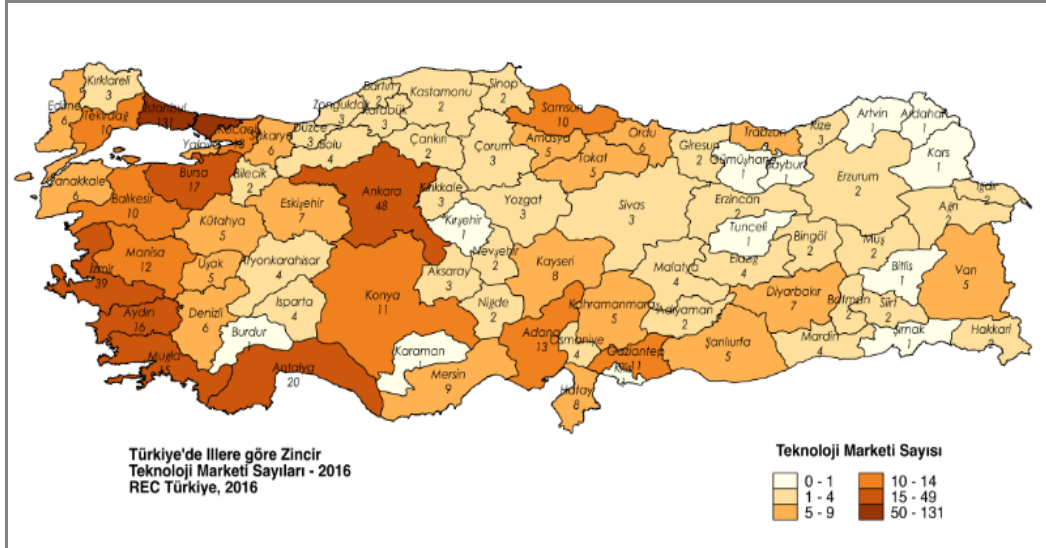 Kırklareli
3
Edirne
6
Tekirdağ
10
İstanbul
131
Kocaeli
Yalova
Sakarya
6
Düzce
3
Zonguldak
3
Bartın
2
Karabük
3
Kastamonu
2
Sinop
2
Samsun
10
Bolu
4
Çankırı
2
Çorum
3
Amasya
5
Tokat
5
Ordu
6
Giresun
2
Gümüşhane
1
Trabzon
Bayburt
1
Rize
3
Artvin
1
Ardahan
1
Kars
1
Iğdır
2
Ağrı
2
Erzurum
2
Erzincan
2
Çanakkale
6
Balıkesir
10
Bursa
17
Bilecik
2
Kütahya
5
Eskişehir
7
Ankara
48
Kırıkkale
3
Kırşehir
1
Yozgat
3
Sivas
3
Tunceli
1
Bingöl
2
Muş
2
Bitlis
1
Van
5
İzmir
39
Manisa
12
Uşak
5
Afyonkarahisar
4
Aksaray
3
Nevşehir
2
Kayseri
8
Malatya
4
Elazığ
4
Diyarbakır
7
Batman
2
Siirt
2
Şırnak
1
Hakkari
2
Aydın
16
Denizli
6
Isparta
4
Burdur
1
Konya
11
Niğde
2
Kahramanmaraş
5
Adıyaman
2
Şanlıurfa
5
Mardin
4
Muğla
15
Antalya
20
Karaman
1
Mersin
9
Adana
13
Osmaniye
4
Gaziantep
Kilis
Hatay
8
Türkiye'de Illere göre Zincir
Teknoloji Marketi Sayıları - 2016
REC Türkiye, 2016
Teknoloji Marketi Sayısı
0 - 1
1 - 4
5 - 9
10 - 14
15 - 49
50 - 131